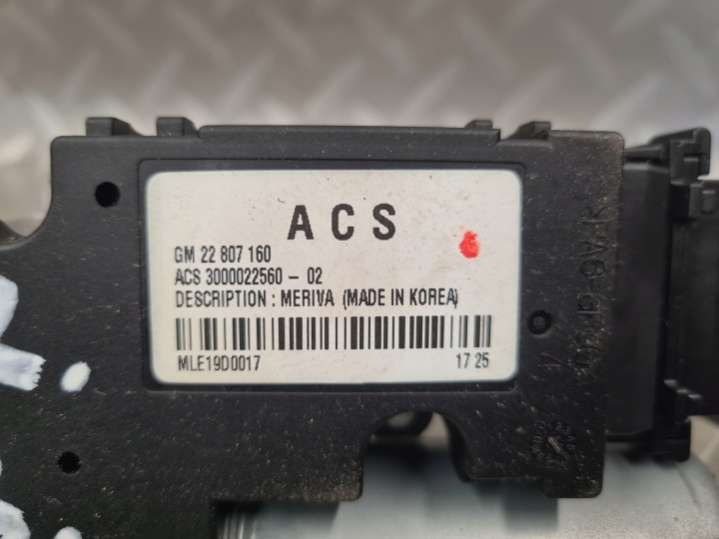 ACS
GM 22 807 160
ACS 3000022560 - 02
DESCRIPTION : MERIVA (MADE IN KOREA)
MLE19D0017 17 25